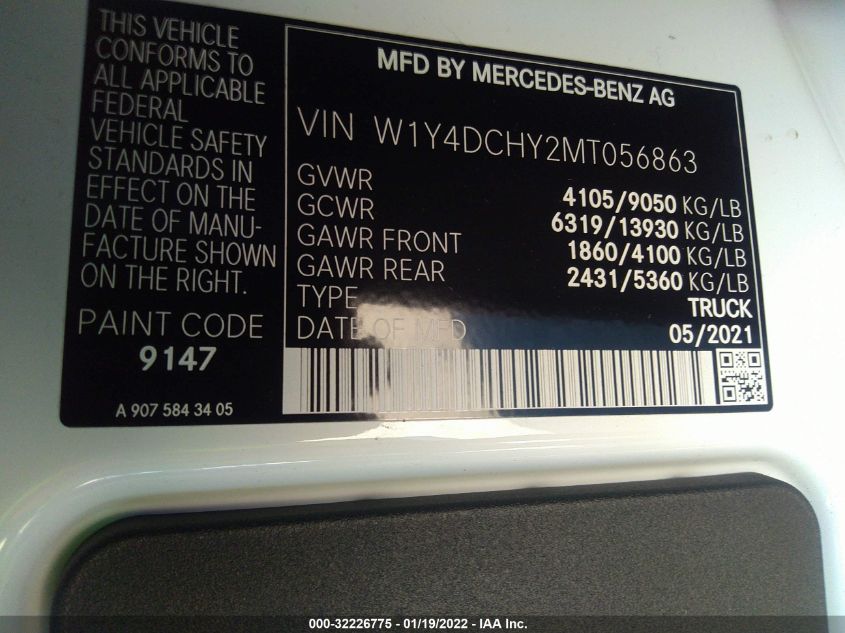 THIS VEHICLE
CONFORMS TO
ALL APPLICABLE
FEDERAL
VEHICLE SAFETY
STANDARDS IN
EFFECT ON THE
DATE OF MANU-
FACTURE SHOWN
ON THE RIGHT.
PAINT CODE
9147
A 907 584 34 05
MFD BY MERCEDES-BENZ AG
VIN W1Y4DCHY2MT056863
GVWR 4105/9050 KG/LB
GCWR 6319/13930 KG/LB
GAWR FRONT 1860/4100 KG/LB
GAWR REAR 2431/5360 KG/LB
TYPE TRUCK
DATE OF MFD 05/2021
000-32226775 - 01/19/2022 - IAA Inc.